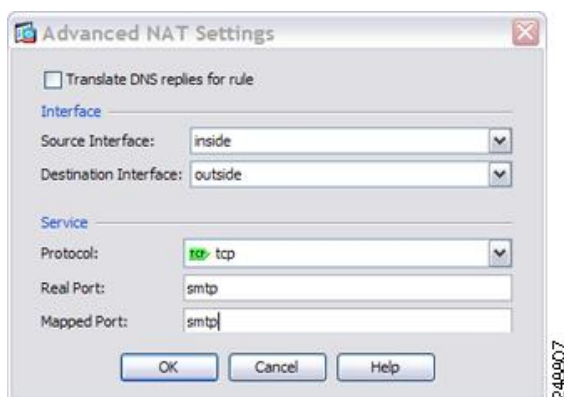 Advanced NAT Settings
Translate DNS replies for rule
Interface
Source Interface: inside
Destination Interface: outside
Service
Protocol: TCP tcp
Real Port: smtp
Mapped Port: smtp
OK Cancel Help
248807